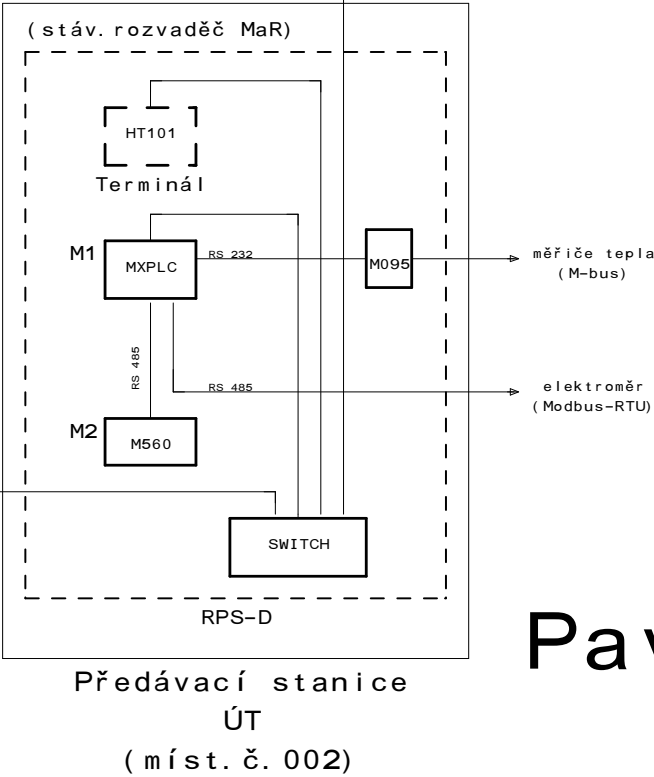 (stáv.rozvaděč MaR)
HT101
Terminál
M1
MXPLC
RS 232
M095
měřiče tepla
(M-bus)
RS 485
RS 485
elektroměr
(Modbus-RTU)
M2
M560
SWITCH
RPS-D
Předávací stanice
ÚT
(míst.č.002)